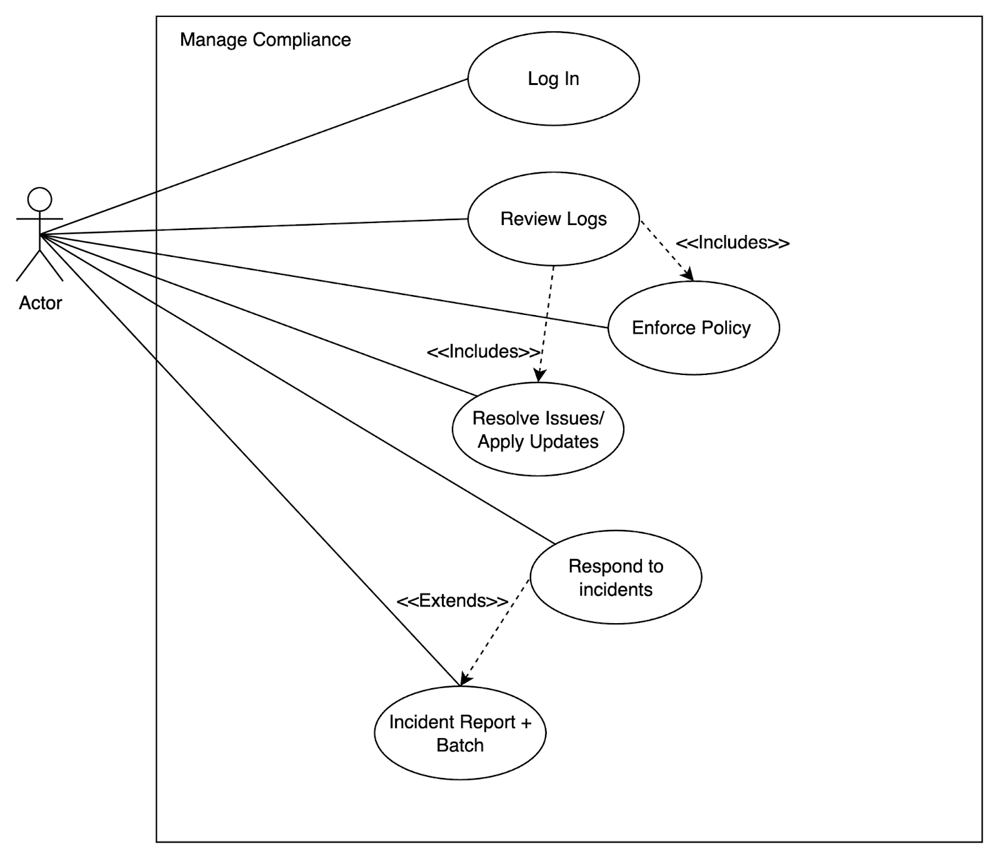 Manage Compliance
Log In
Review Logs
<<Includes>>
Actor
Enforce Policy
<<Includes>>
Resolve Issues/
Apply Updates
Respond to
incidents
<<Extends>>
Incident Report +
Batch